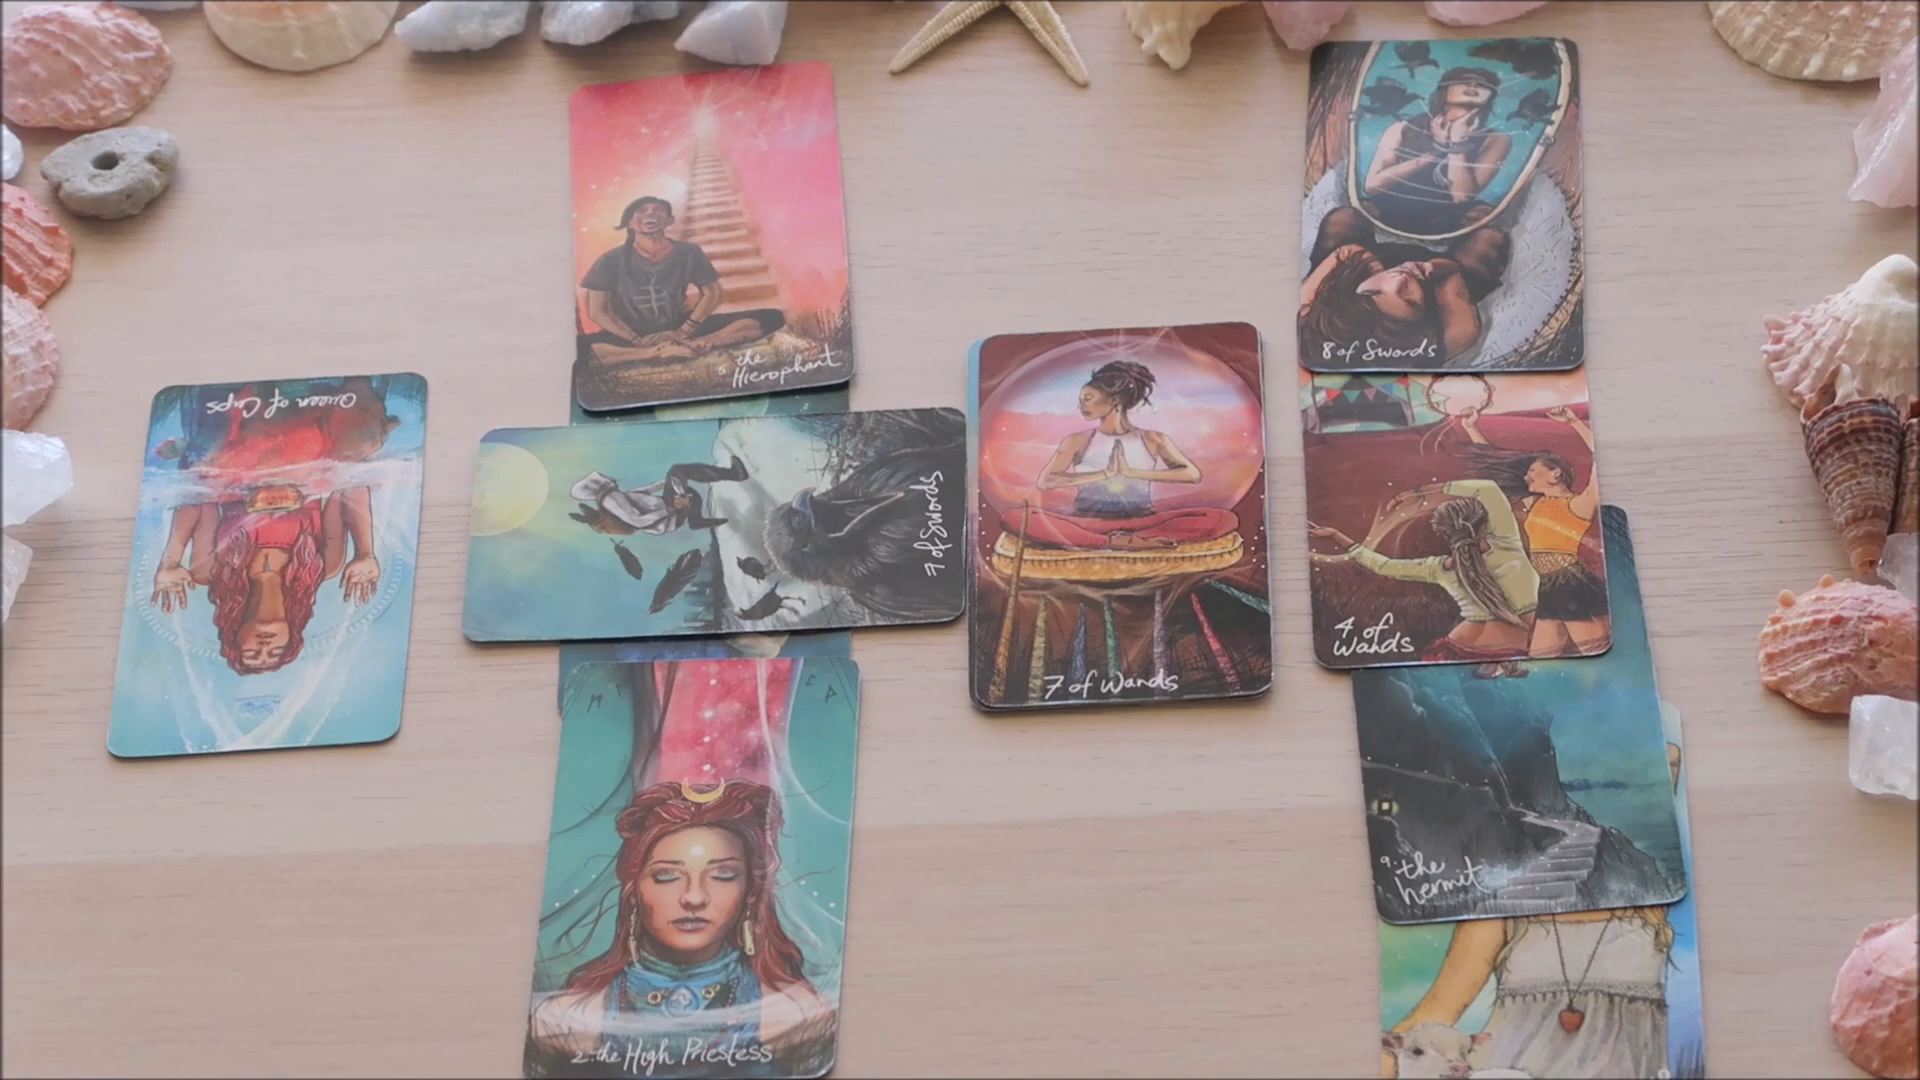 5 the
Hierophant
8 of Swords
Queen of Cups
7 of Swords
4 of
Wands
7 of Wands
9. the
hermit
2. the High Priestess